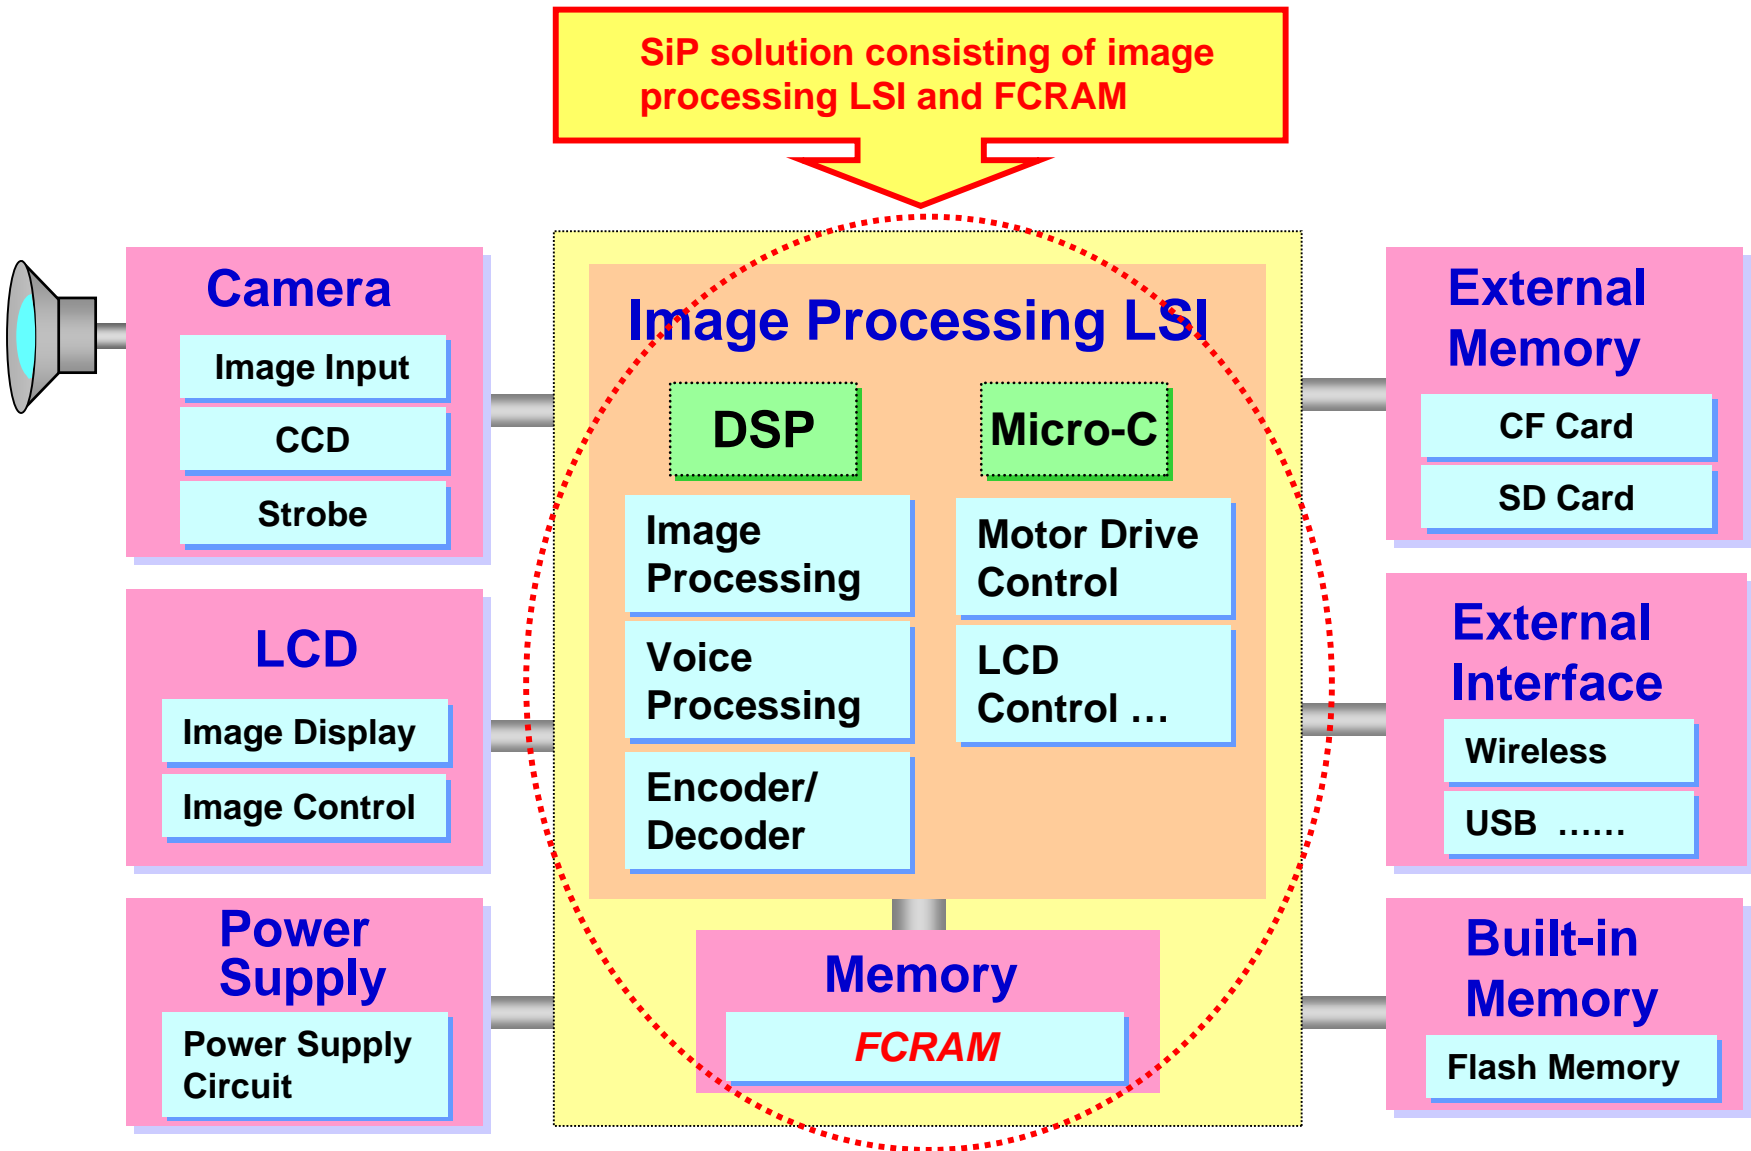 SiP solution consisting of image
processing LSI and FCRAM
Camera
Image Input
CCD
Strobe
LCD
Image Display
Image Control
Power
Supply
Power Supply
Circuit
Image Processing LSI
DSP
Image
Processing
Voice
Processing
Encoder/
Decoder
Micro-C
Motor Drive
Control
LCD
Control …
Memory
FCRAM
External
Memory
CF Card
SD Card
External
Interface
Wireless
USB ……
Built-in
Memory
Flash Memory